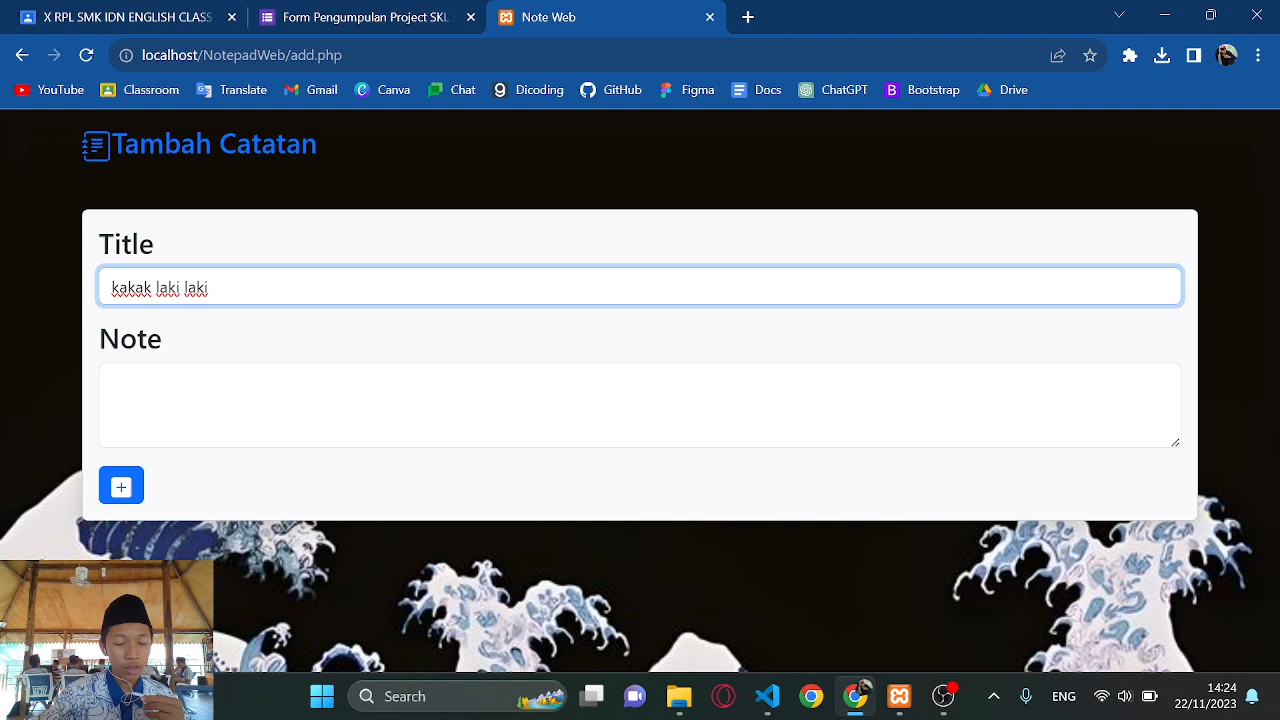 X RPL SMK IDN ENGLISH CLASS
Form Pengumpulan Project SKL
Note Web
localhost/NotepadWeb/add.php
YouTube
Classroom
Translate
Gmail
Canva
Chat
Dicoding
GitHub
Figma
Docs
ChatGPT
Bootstrap
Drive
Tambah Catatan
Title
kakak laki laki
Note
Search
ENG
14:24
22/11/2023